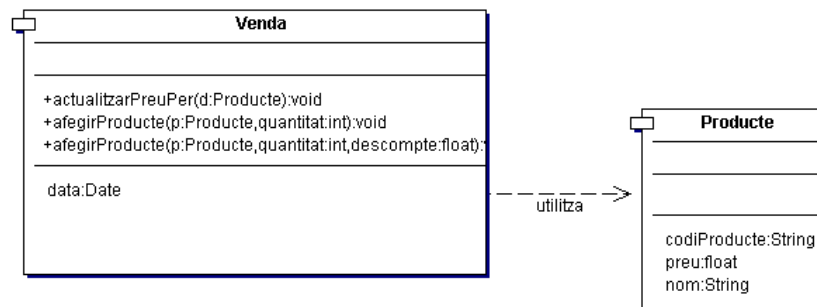 Venda
+actualitzarPreuPer(d:Producte):void
+afegirProducte(p:Producte,quantitat:int):void
+afegirProducte(p:Producte,quantitat:int,descompte:float):
data:Date
utilitza
Producte
codiProducte:String
preu:float
nom:String